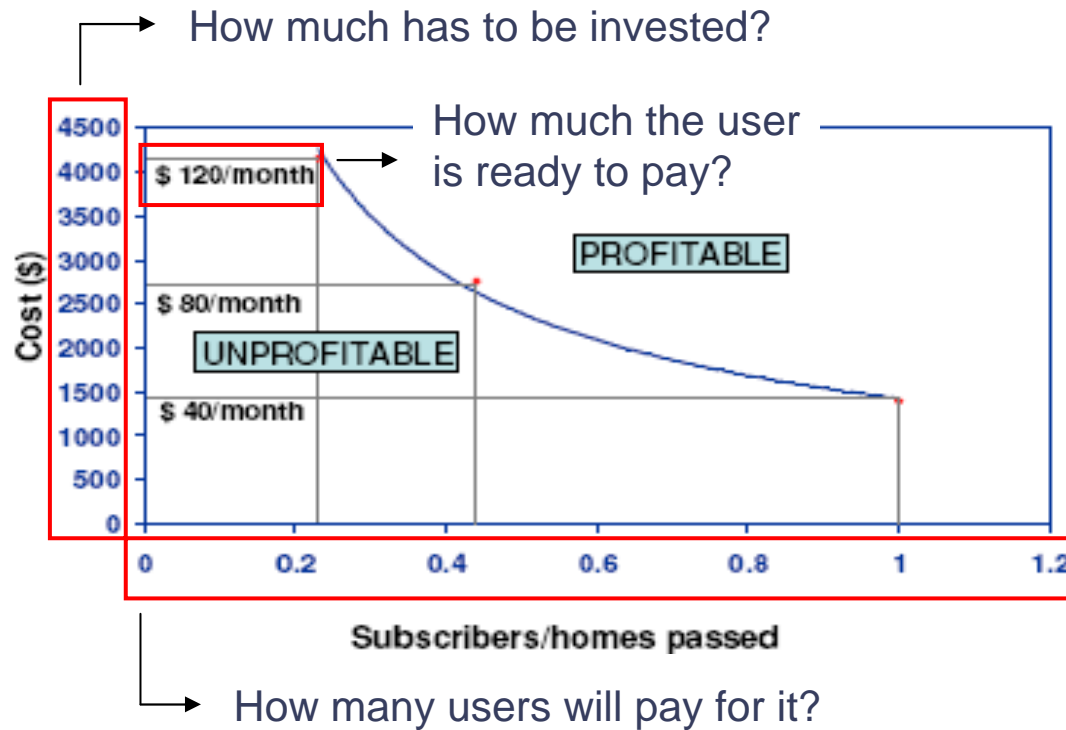 How much has to be invested?
How much the user
is ready to pay?
4500
4000
3500
3000
2500
2000
1500
1000
500
0
Cost ($)
$ 120/month
PROFITABLE
$ 80/month
UNPROFITABLE
$ 40/month
0 0.2 0.4 0.6 0.8 1 1.2
Subscribers/homes passed
How many users will pay for it?